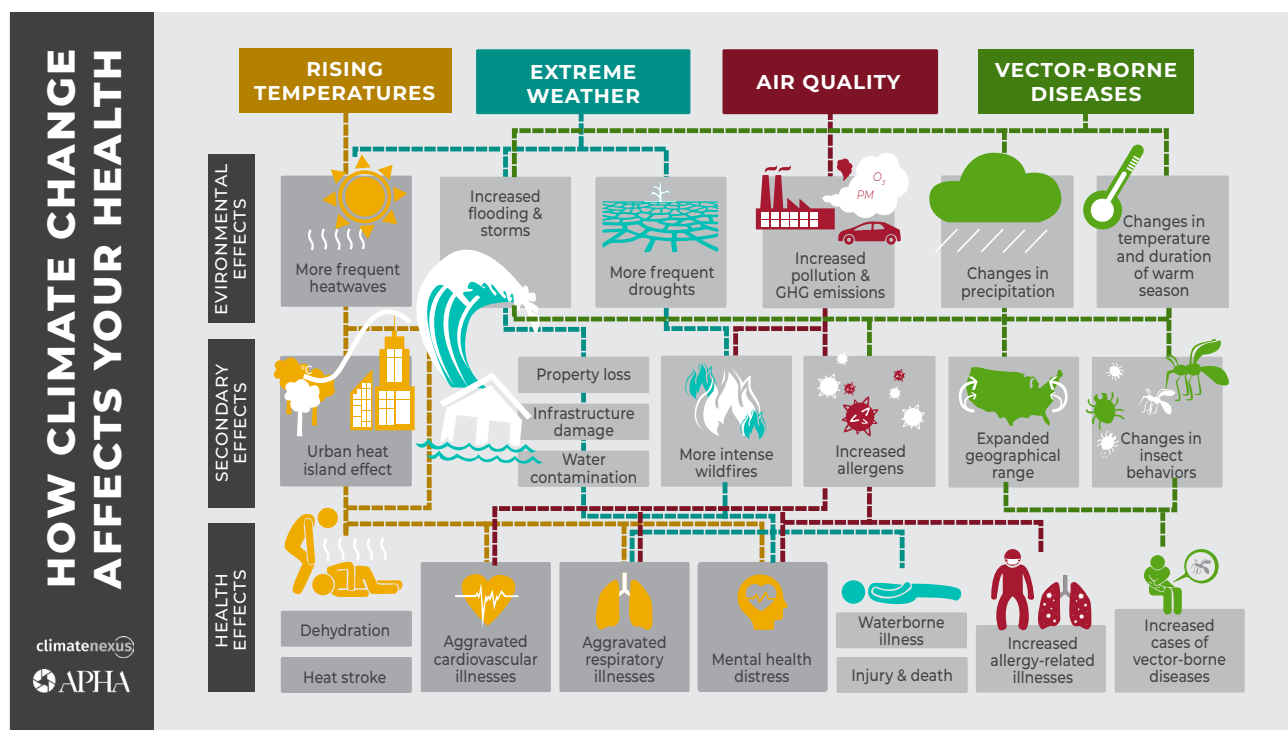 HOW CLIMATE CHANGE
AFFECTS YOUR HEALTH
climatenexus
APHA
RISING
TEMPERATURES
EXTREME
WEATHER
AIR QUALITY
VECTOR-BORNE
DISEASES
EVIRONMENTAL
EFFECTS
More frequent
heatwaves
Increased
flooding &
storms
More frequent
droughts
O3
PM
Increased
pollution &
GHG emissions
Changes in
precipitation
Changes in
temperature
and duration
of warm
season
SECONDARY
EFFECTS
°C
Urban heat
island effect
Property loss
Infrastructure
damage
Water
contamination
More intense
wildfires
Increased
allergens
Expanded
geographical
range
Changes in
insect
behaviors
HEALTH
EFFECTS
Dehydration
Heat stroke
Aggravated
cardiovascular
illnesses
Aggravated
respiratory
illnesses
Mental health
distress
Waterborne
illness
Injury & death
Increased
allergy-related
illnesses
Increased
cases of
vector-borne
diseases